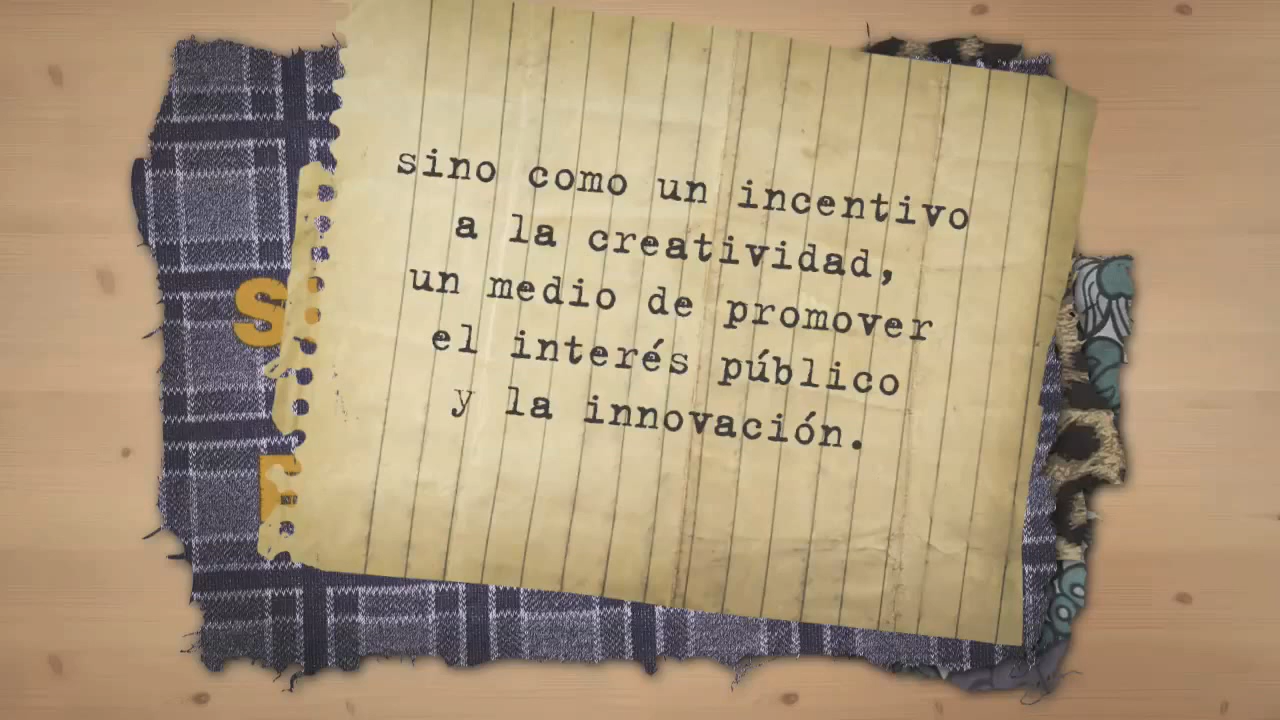 sino como un incentivo
a la creatividad,
un medio de promover
el interés público
y la innovación.